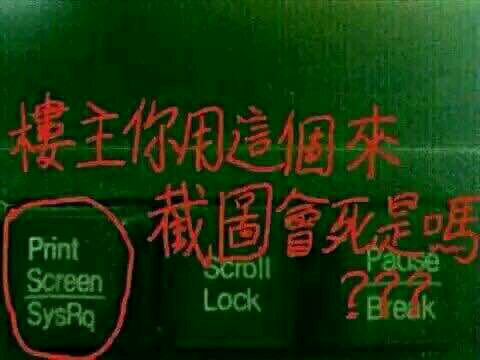 樓主你用這個來
截圖會死是嗎
???
Print
Screen
SysRq
Scroll
Lock
Pause
Break